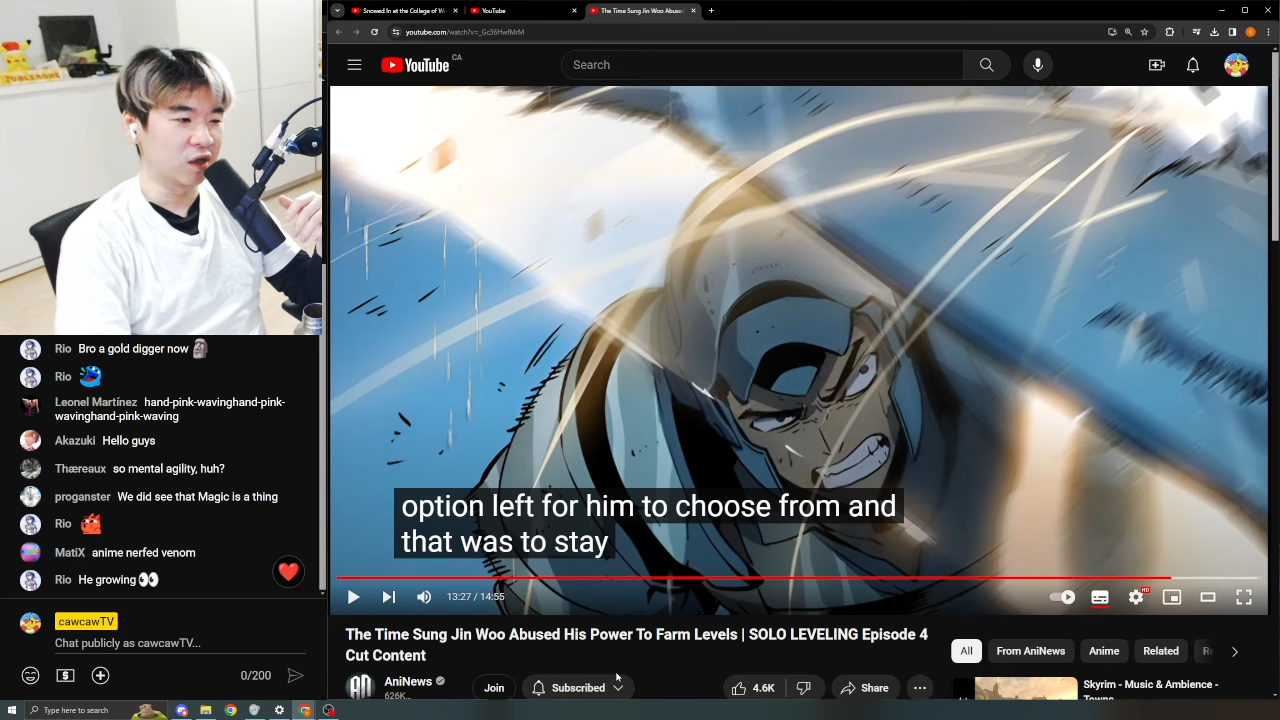 Snowed In at the College of W
YouTube
The Time Sung Jin Woo Abused
youtube.com/watch?v=_Gc36HwfMrM
YouTube CA
Search
TOBLERONE
Rio Bro a gold digger now
Rio
Leonel Martínez hand-pink-wavinghand-pink-
wavinghand-pink-waving
Akazuki Hello guys
Thæreaux so mental agility, huh?
proganster We did see that Magic is a thing
Rio
MatiX anime nerfed venom
Rio He growing
cawcawTV
Chat publicly as cawcawTV...
0/200
option left for him to choose from and
that was to stay
13:27 / 14:55
HD
The Time Sung Jin Woo Abused His Power To Farm Levels | SOLO LEVELING Episode 4
Cut Content
AniNews
626K
Join
Subscribed
4.6K
Share
All
From AniNews
Anime
Related
Skyrim - Music & Ambience -
Towns
Type here to search